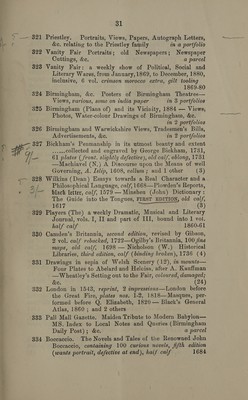 31
221 Priestley. Portraits, Views, Papers, Autograph Letters,
&c. relating to the Priestley family in a portfolio
322 Vanity Fair Portraits; old Newspapers; Newspaper
Cuttings, &c. a parcel
323 Vanity Fair: a weekly show of Political, Social and
Literary Wares, from January, 1869, to December, 1880,
inclusive, 6 vol. crimson morocco extra, gilt tooling
1869-80
324 Birmingham, &c. Posters of Birmingham Theatres—
Views, various, some on india paper in 3 portfolios
325 Birmingham (Plans of) and its Vicinity, 1884 — Views,
Photos, Water-colour Drawings of Birmingham, &c.
in 2 portfolios
326 Birmingham and Warwickshire Views, Tradesmen's Bills,
Advertisements, &c. in 2 portfolios
327 Bickham's Penmanship in its utmost beauty and extent
......collected and engraved by George Bickham, 1731,
61 plates (front. slightly defective), old calf, oblong, 1731
—Machiavel (N.) A Discourse upon the Means of well
Governing, A. Islip, 1608, vellum; and 1 other (3)
328 Wilkins (Dean) Essays towards a Real Character and a
Philosophical Language, calf, 1668—Plowden's Reports,
black letter, calf, 1579 — Minsheu (John) Dictionary:
The Guide into the Tongues, FIRST EDITION, old calf,
1617 (3)
329 Players (The) a weekly Dramatic, Musical and Literary
Journal, vols. I, II and part of III, bound into 1 vol.
half calf 1860-61
330 Camden's Britannia, second edition, revised by Gibson,
2 vol. calf rebacked, 1722—Ogilby's Britannia, 100 fine
maps, old calf, 1698 — Nicholson (W.) Historical
Libraries, third edition, calf (binding broken), 1736 (4)
331 Drawings in sepia of Welsh Scenery (12), in mounts—
Four Plates to Abelard and Heloise, after A. Kauffman
—Wheatley's Setting out to the Fair, coloured, damaged;
&c. (24)
332 London in 1543, reprint, 2 impressions—London before
the Great Fire, plates nos. 1-2, 1818—Masques, per-
formed before Q. Elizabeth, 1820 — Black's General
Atlas, 1860; and 2 others
333 Pall Mall Gazette. Maiden Tribute to Modern Babylon—
MS. Index to Local Notes and Queries (Birmingham
Daily Post); &c. a parcel
334 Boccaccio. The Novels and Tales of the Renowned John
Boccaccio, containing 100 curious novels, fifth edition
(wants portrait, defective at end), half calf 1684